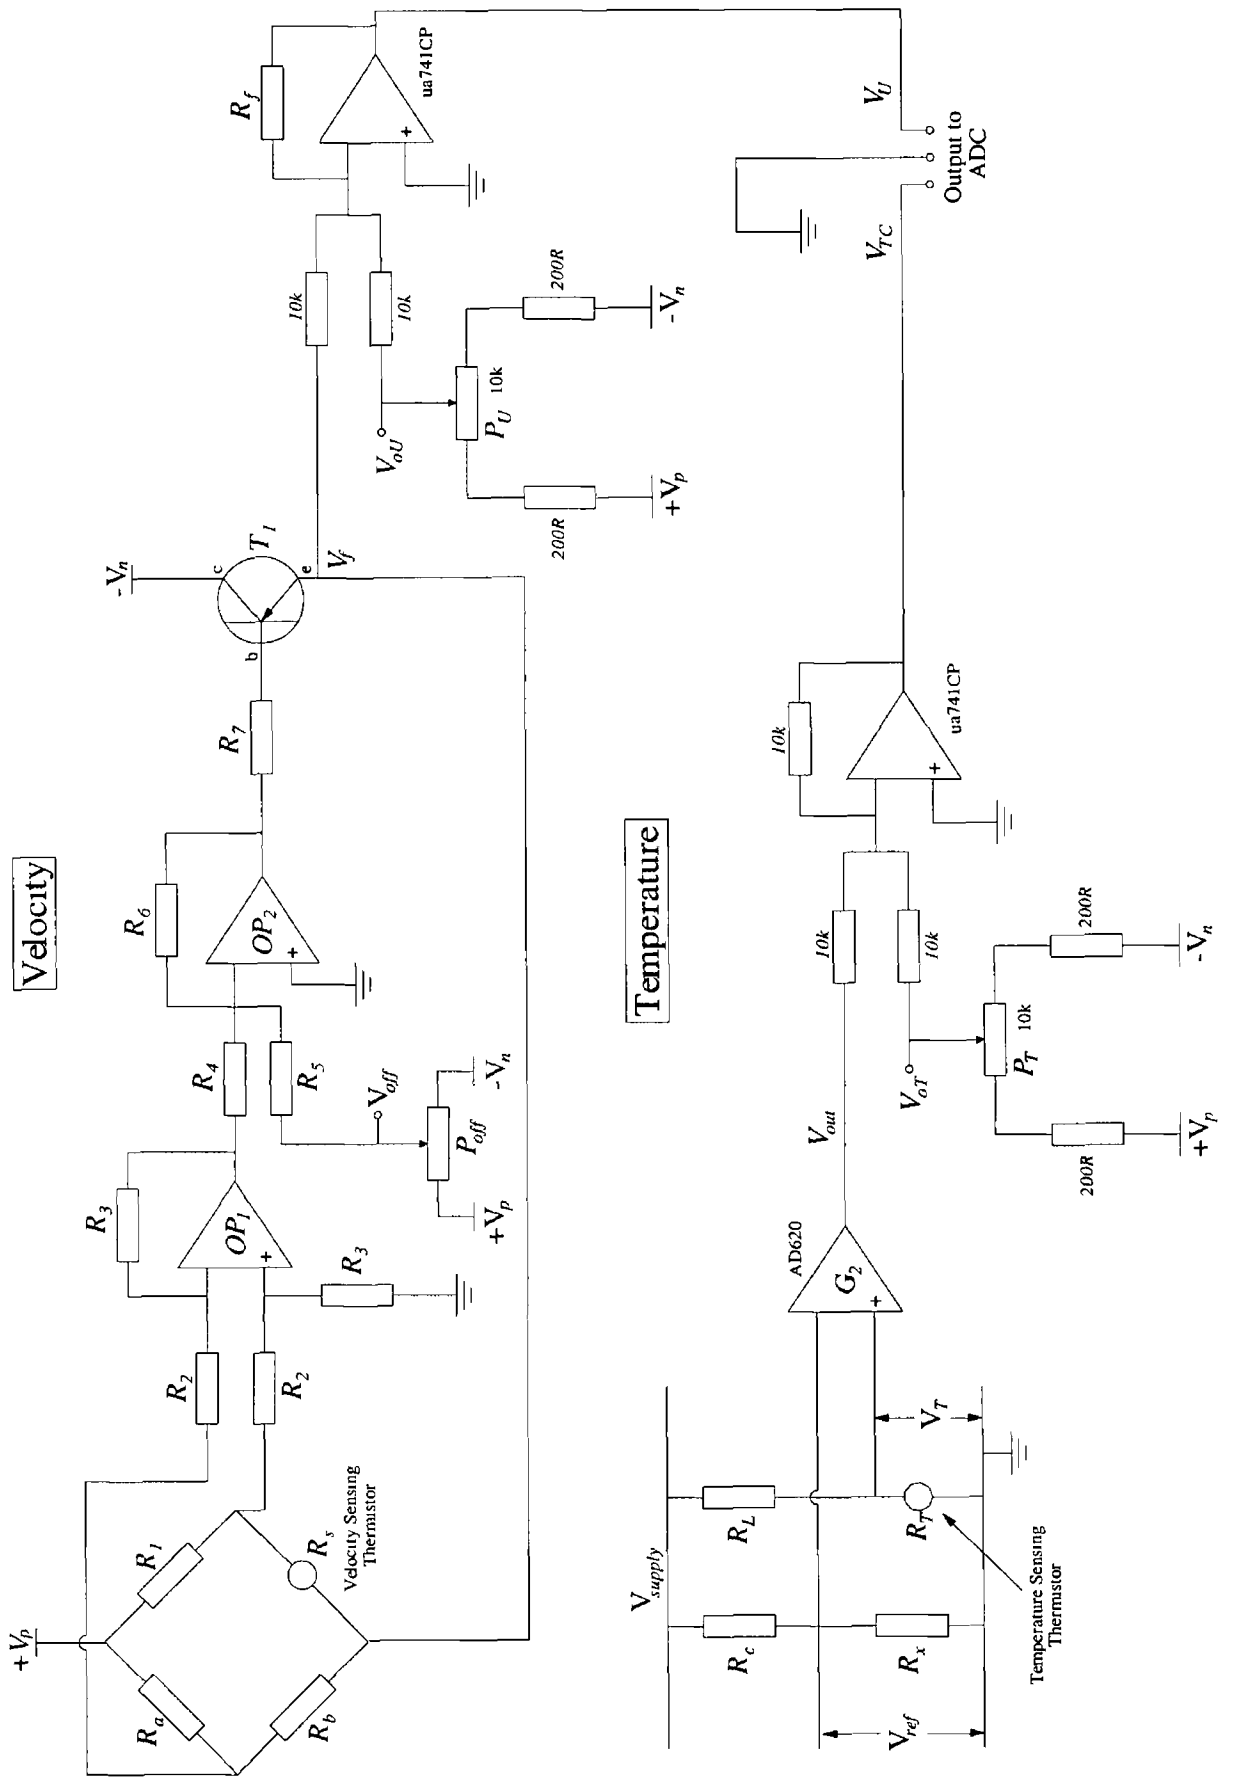 Velocity
+V_p
R_a
R_1
R_b
R_s
Velocity Sensing
Thermistor
R_2
R_2
R_3
OP_1
+
R_3
R_4
R_5
V_off
P_off
+V_p
-V_n
R_6
OP_2
+
R_7
b
c
e
T_1
-V_n
V_f
10k
10k
V_oU
P_U
10k
200R
200R
+V_p
-V_n
R_f
+
ua741CP
V_U
V_TC
Output to
ADC
Temperature
V_supply
R_c
R_L
R_x
R_T
V_ref
V_T
Temperature Sensing
Thermistor
AD620
G_2
+
V_out
10k
10k
V_oT
P_T
10k
200R
200R
+V_p
-V_n
10k
+
ua741CP